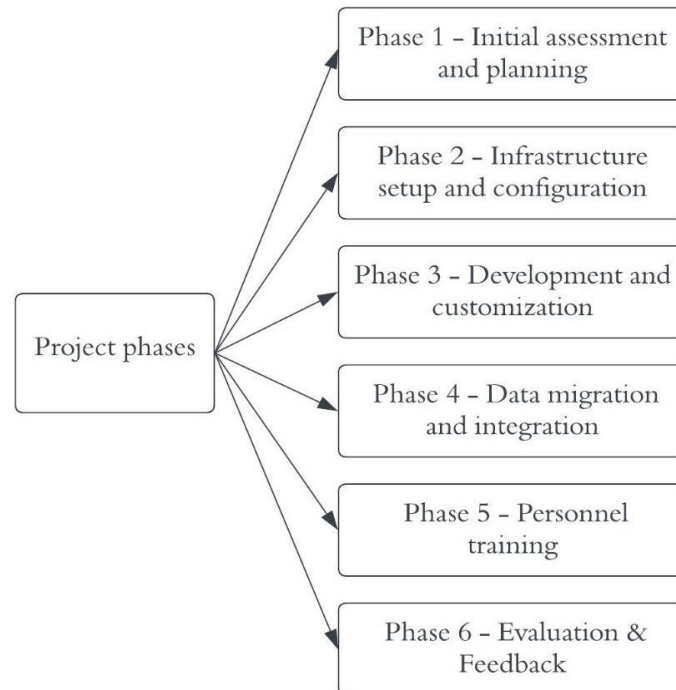 Phase 1 - Initial assessment
and planning
Phase 2 - Infrastructure
setup and configuration
Phase 3 - Development and
customization
Project phases
Phase 4 - Data migration
and integration
Phase 5 - Personnel
training
Phase 6 - Evaluation &
Feedback